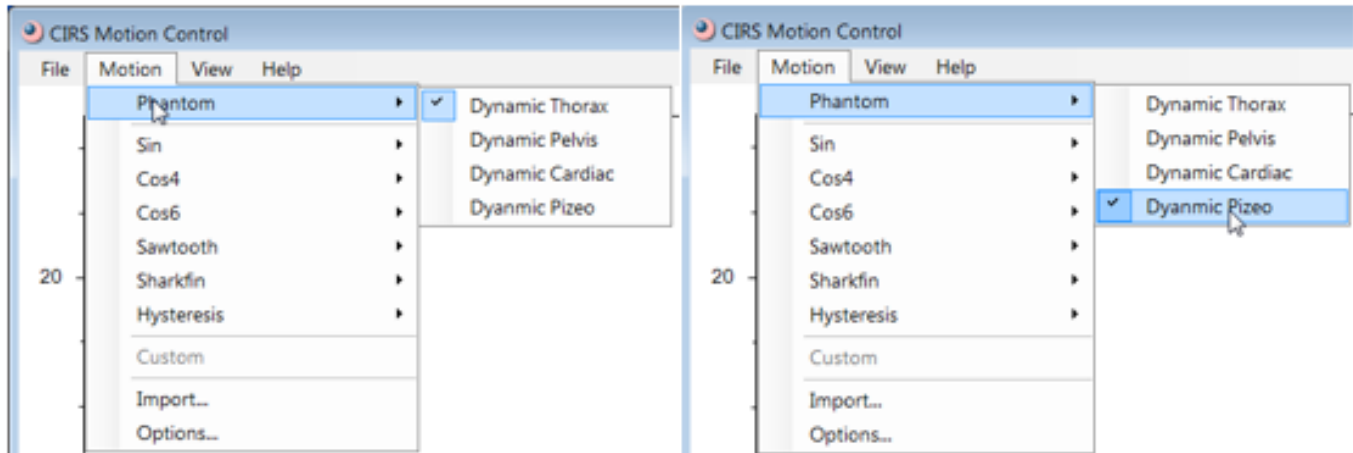 CIRS Motion Control
File Motion View Help
Phantom
Sin
Cos4
Cos6
Sawtooth
Sharkfin
Hysteresis
Custom
Import...
Options...
Dynamic Thorax
Dynamic Pelvis
Dynamic Cardiac
Dyanmic Pizeo
20
CIRS Motion Control
File Motion View Help
Phantom
Sin
Cos4
Cos6
Sawtooth
Sharkfin
Hysteresis
Custom
Import...
Options...
Dynamic Thorax
Dynamic Pelvis
Dynamic Cardiac
Dyanmic Pizeo
20